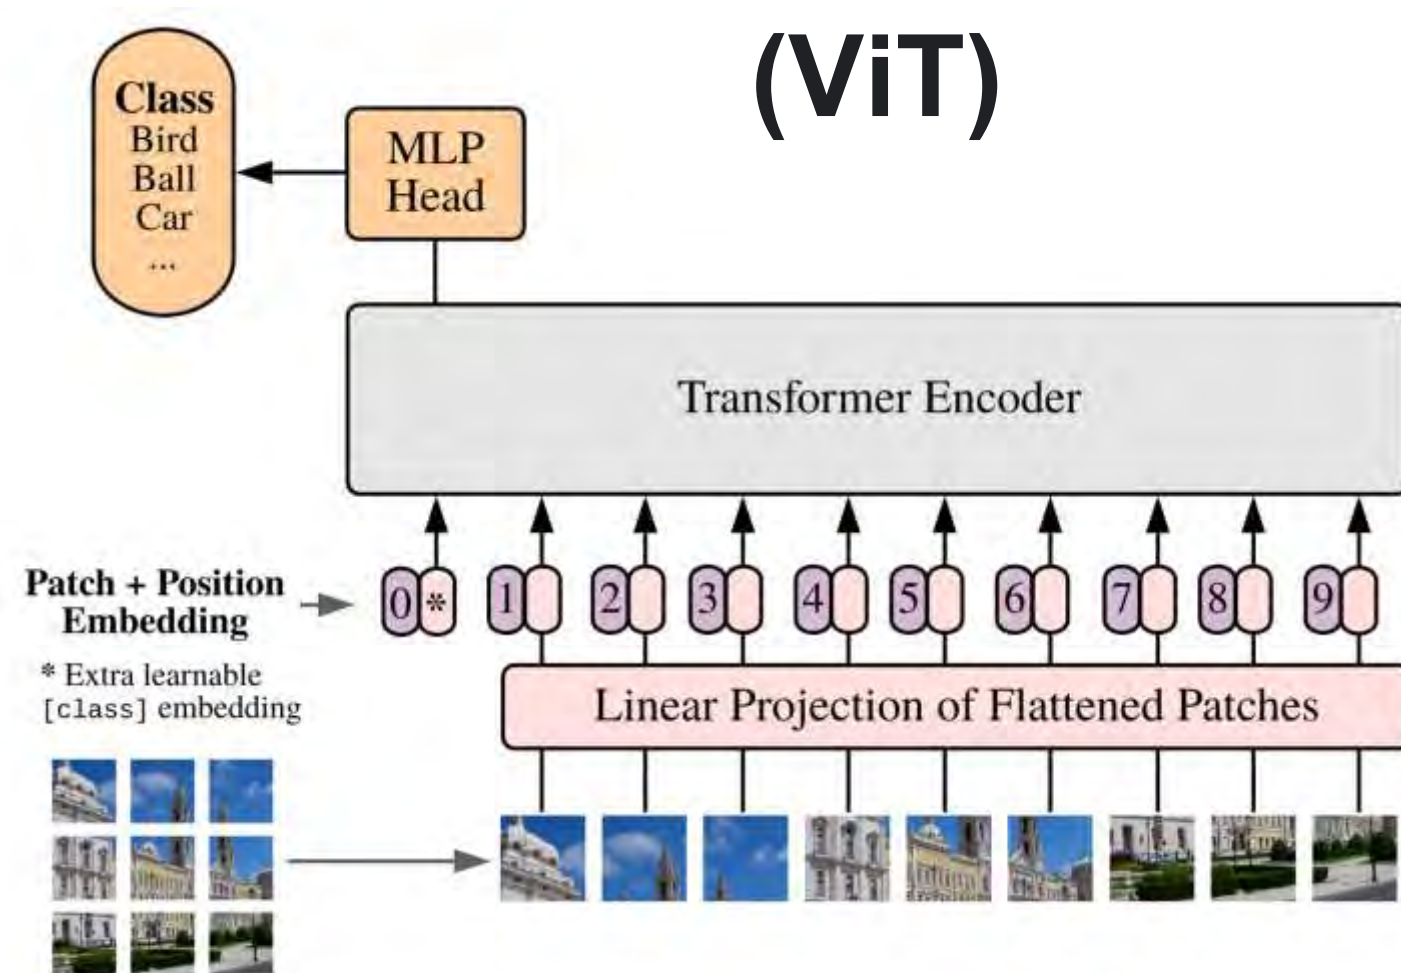 (ViT)
Class
Bird
Ball
Car
...
MLP
Head
Transformer Encoder
Patch + Position
Embedding
0 * 1 2 3 4 5 6 7 8 9
* Extra learnable
[class] embedding
Linear Projection of Flattened Patches